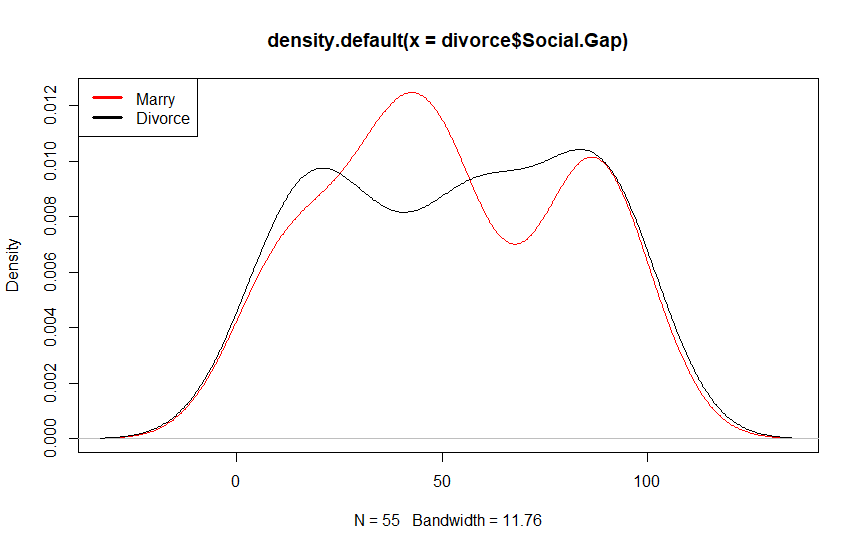 density.default(x = divorce$Social.Gap)
Marry
Divorce
Density
0.012
0.010
0.008
0.006
0.004
0.002
0.000
0 50 100
N = 55 Bandwidth = 11.76